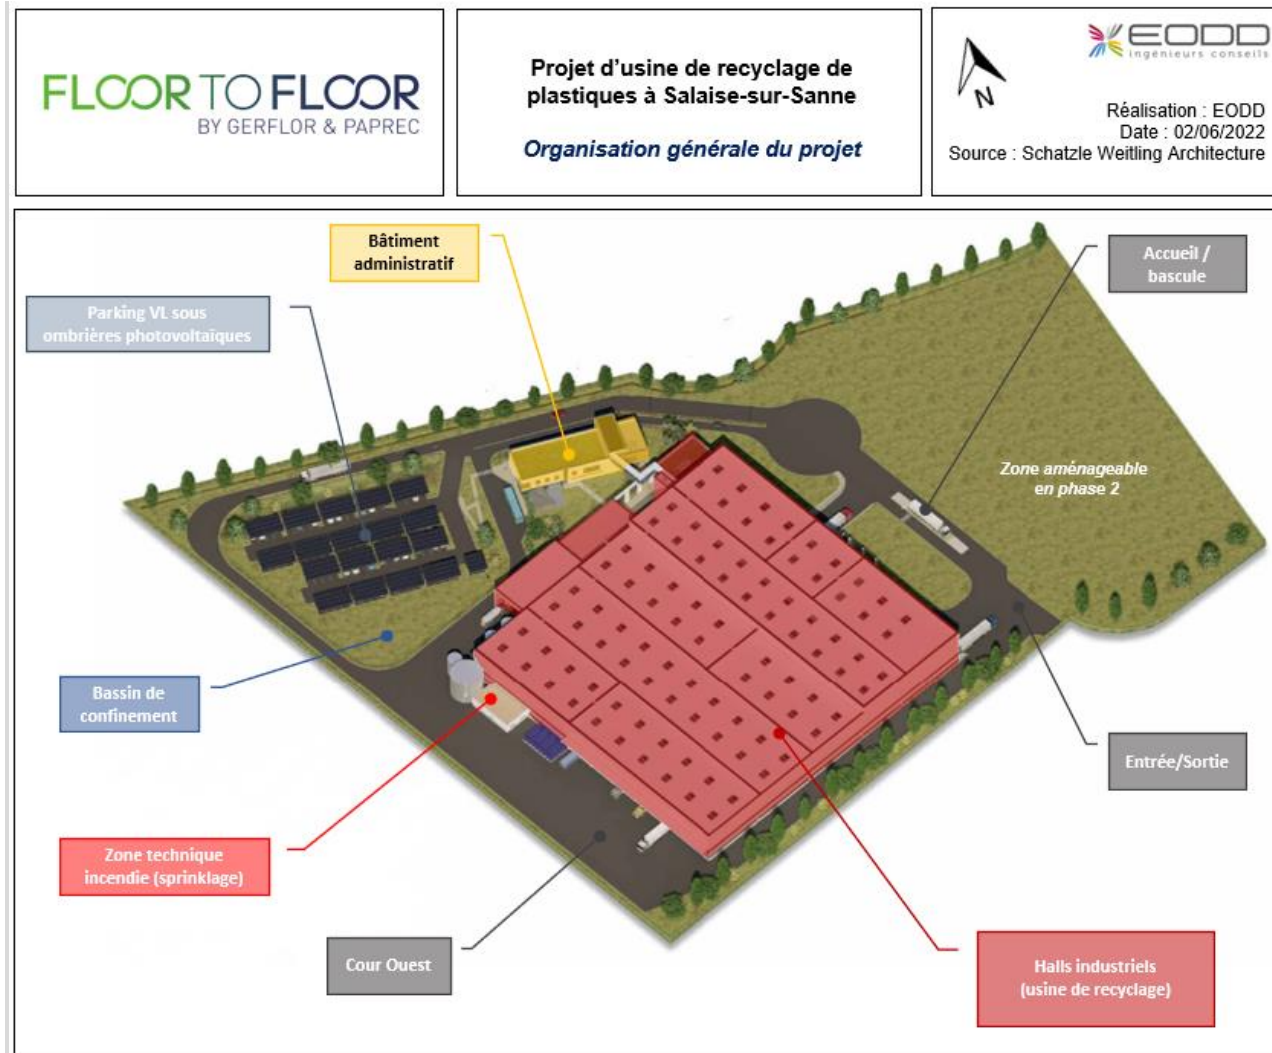 FLOOR TO FLOOR
BY GERFLOR & PAPREC
Projet d'usine de recyclage de
plastiques à Salaise-sur-Sanne
Organisation générale du projet
N
EODD
ingénieurs conseils
Réalisation : EODD
Date : 02/06/2022
Source : Schatzle Weitling Architecture
Bâtiment
administratif
Accueil /
bascule
Parking VL sous
ombrières photovoltaïques
Zone aménageable
en phase 2
Bassin de
confinement
Entrée/Sortie
Zone technique
incendie (sprinklage)
Cour Ouest
Halls industriels
(usine de recyclage)